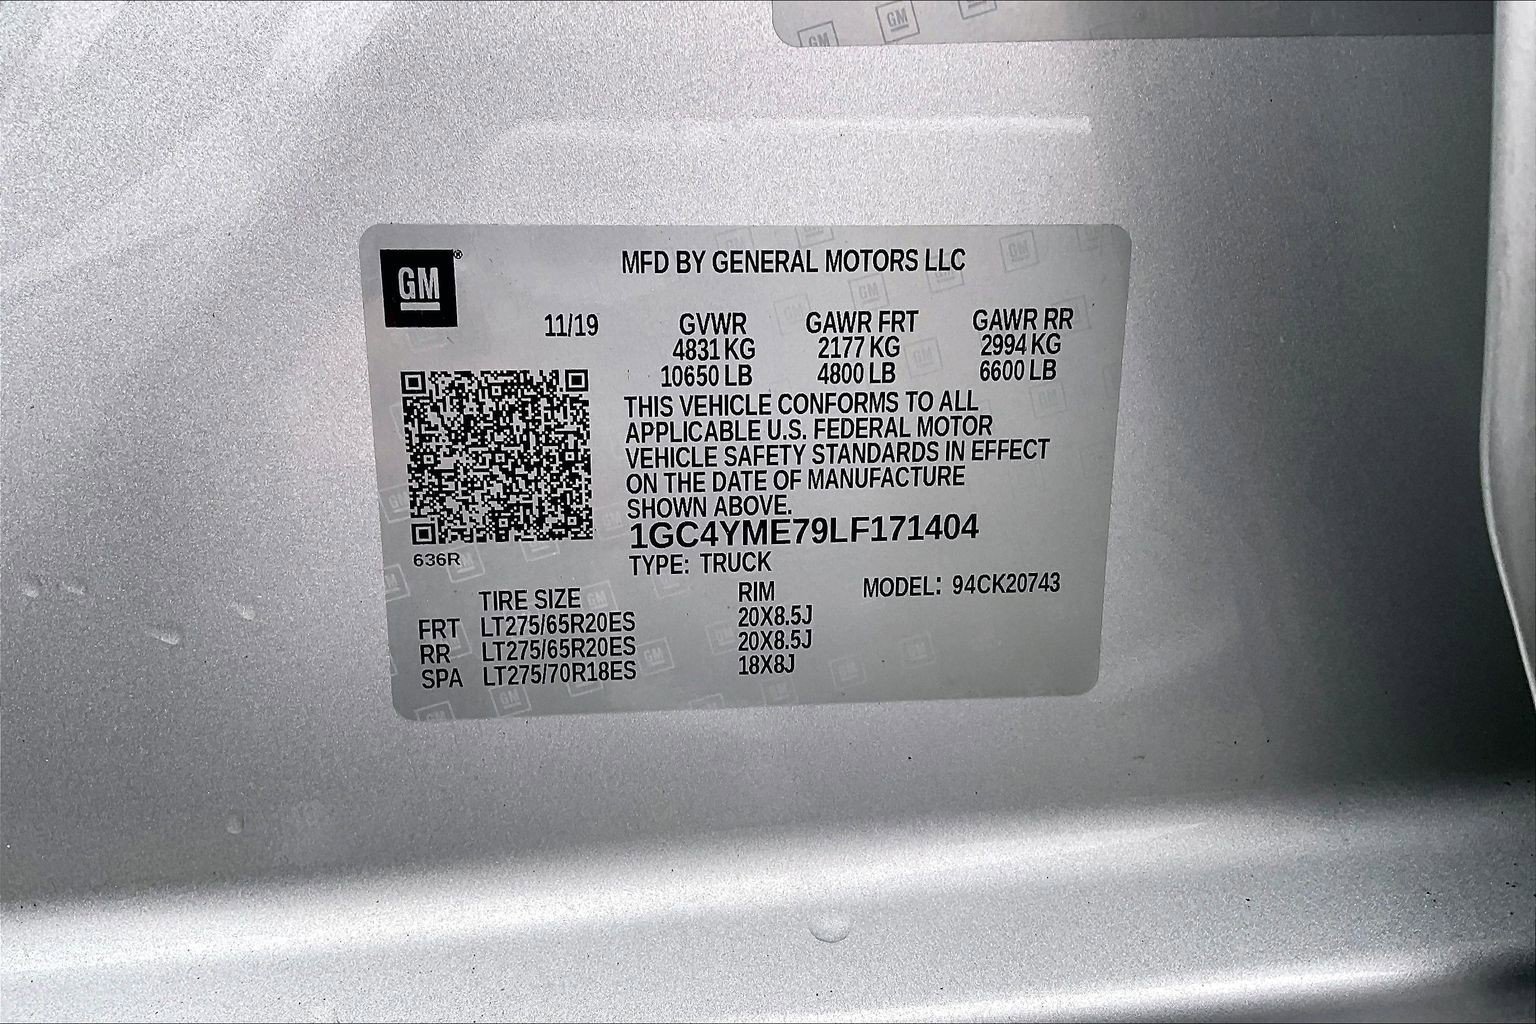 GM®
MFD BY GENERAL MOTORS LLC
11/19 GVWR GAWR FRT GAWR RR
4831 KG 2177 KG 2994 KG
10650 LB 4800 LB 6600 LB
THIS VEHICLE CONFORMS TO ALL
APPLICABLE U.S. FEDERAL MOTOR
VEHICLE SAFETY STANDARDS IN EFFECT
ON THE DATE OF MANUFACTURE
SHOWN ABOVE.
1GC4YME79LF171404
636R
TYPE: TRUCK
TIRE SIZE RIM MODEL: 94CK20743
FRT LT275/65R20ES 20X8.5J
RR LT275/65R20ES 20X8.5J
SPA LT275/70R18ES 18X8J